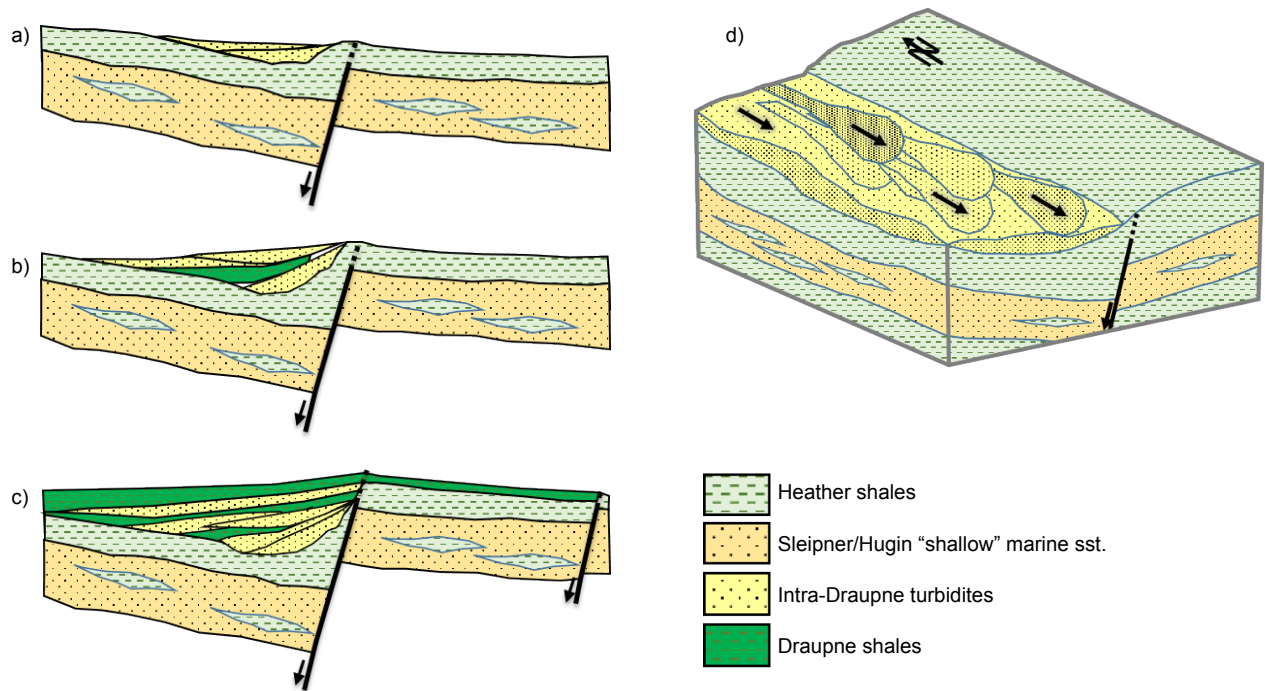 a)
b)
c)
d)
N
Heather shales
Sleipner/Hugin “shallow” marine sst.
Intra-Draupne turbidites
Draupne shales